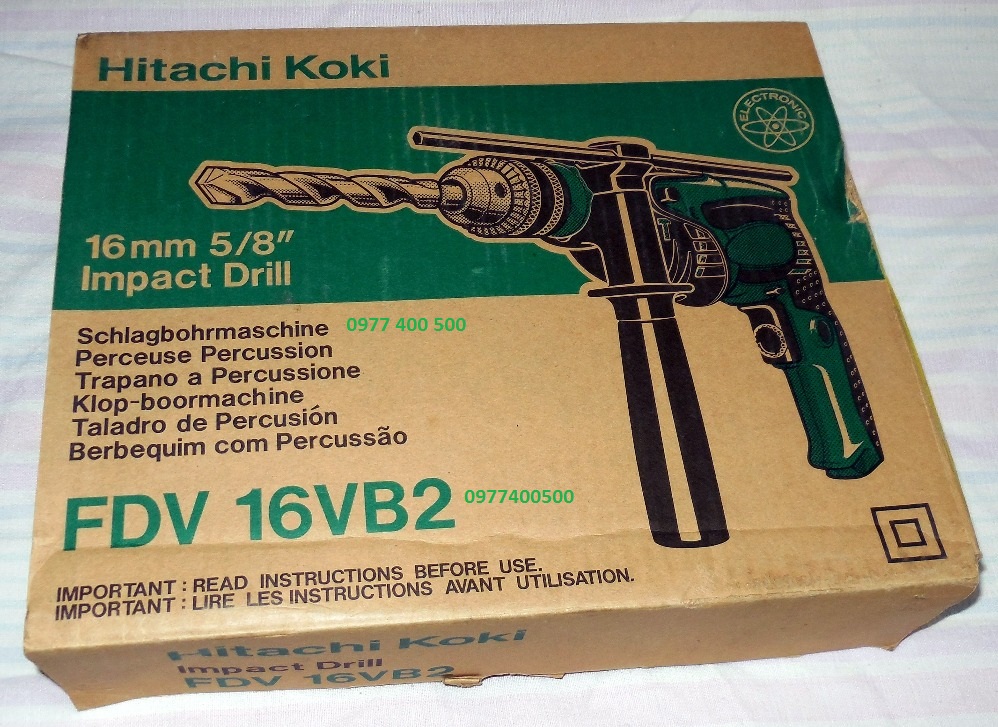 Hitachi Koki
ELECTRONIC
16mm 5/8"
Impact Drill
Schlagbohrmaschine
0977 400 500
Perceuse Percussion
Trapano a Percussione
Klop-boormachine
Taladro de Percusión
Berbequim com Percussão
FDV 16VB2
0977400500
IMPORTANT : READ INSTRUCTIONS BEFORE USE.
IMPORTANT : LIRE LES INSTRUCTIONS AVANT UTILISATION.
Hitachi Koki
Impact Drill
FDV 16VB2